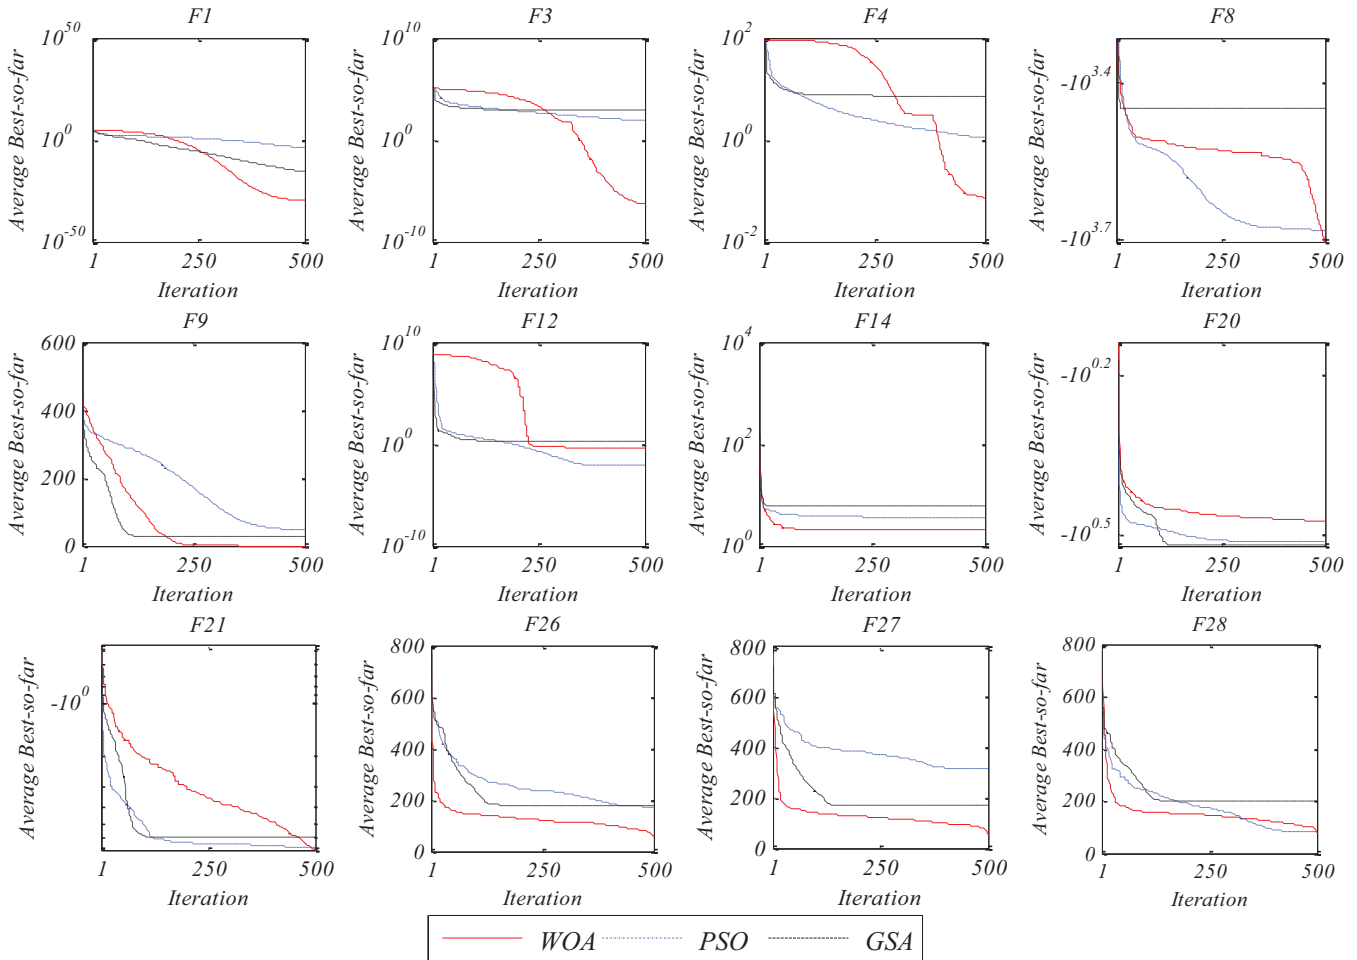 F1
Average Best-so-far
10^50
10^0
10^-50
1 250 500
Iteration
F3
Average Best-so-far
10^10
10^0
10^-10
1 250 500
Iteration
F4
Average Best-so-far
10^2
10^0
10^-2
1 250 500
Iteration
F8
Average Best-so-far
-10^3.4
-10^3.7
1 250 500
Iteration
F9
Average Best-so-far
600
400
200
0
1 250 500
Iteration
F12
Average Best-so-far
10^10
10^0
10^-10
1 250 500
Iteration
F14
Average Best-so-far
10^4
10^2
10^0
1 250 500
Iteration
F20
Average Best-so-far
-10^0.2
-10^0.5
1 250 500
Iteration
F21
Average Best-so-far
-10^0
1 250 500
Iteration
F26
Average Best-so-far
800
600
400
200
0
1 250 500
Iteration
F27
Average Best-so-far
800
600
400
200
0
1 250 500
Iteration
F28
Average Best-so-far
800
600
400
200
0
1 250 500
Iteration
WOA PSO GSA